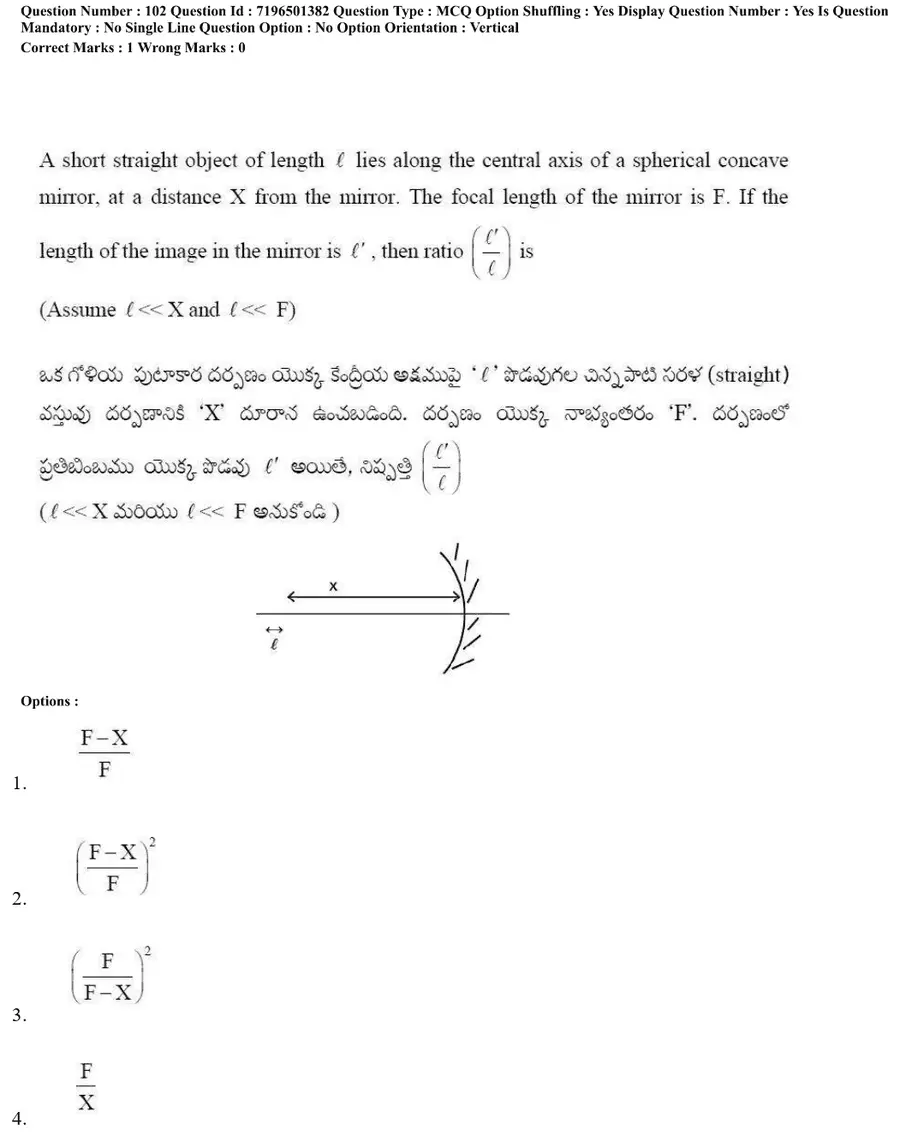 Question Number : 102 Question Id : 7196501382 Question Type : MCQ Option Shuffling : Yes Display Question Number : Yes Is Question
Mandatory : No Single Line Question Option : No Option Orientation : Vertical
Correct Marks : 1 Wrong Marks : 0
A short straight object of length ℓ lies along the central axis of a spherical concave
mirror, at a distance X from the mirror. The focal length of the mirror is F. If the
length of the image in the mirror is ℓ′ , then ratio (ℓ′/ℓ) is
(Assume ℓ << X and ℓ << F)
ఒక గోళీయ పుటాకార దర్పణం యొక్క కేంద్రీయ అక్షముపై ‘ℓ’ పొడవుగల చిన్నపాటి సరళ (straight)
వస్తువు దర్పణానికి ‘X’ దూరాన ఉంచబడింది. దర్పణం యొక్క నాభ్యంతరం ‘F’. దర్పణంలో
ప్రతిబింబము యొక్క పొడవు ℓ′ అయితే, నిష్పత్తి (ℓ′/ℓ)
(ℓ << X మరియు ℓ << F అనుకోండి )
x
ℓ
Options :
1. (F−X)/F
2. ((F−X)/F)²
3. (F/(F−X))²
4. F/X